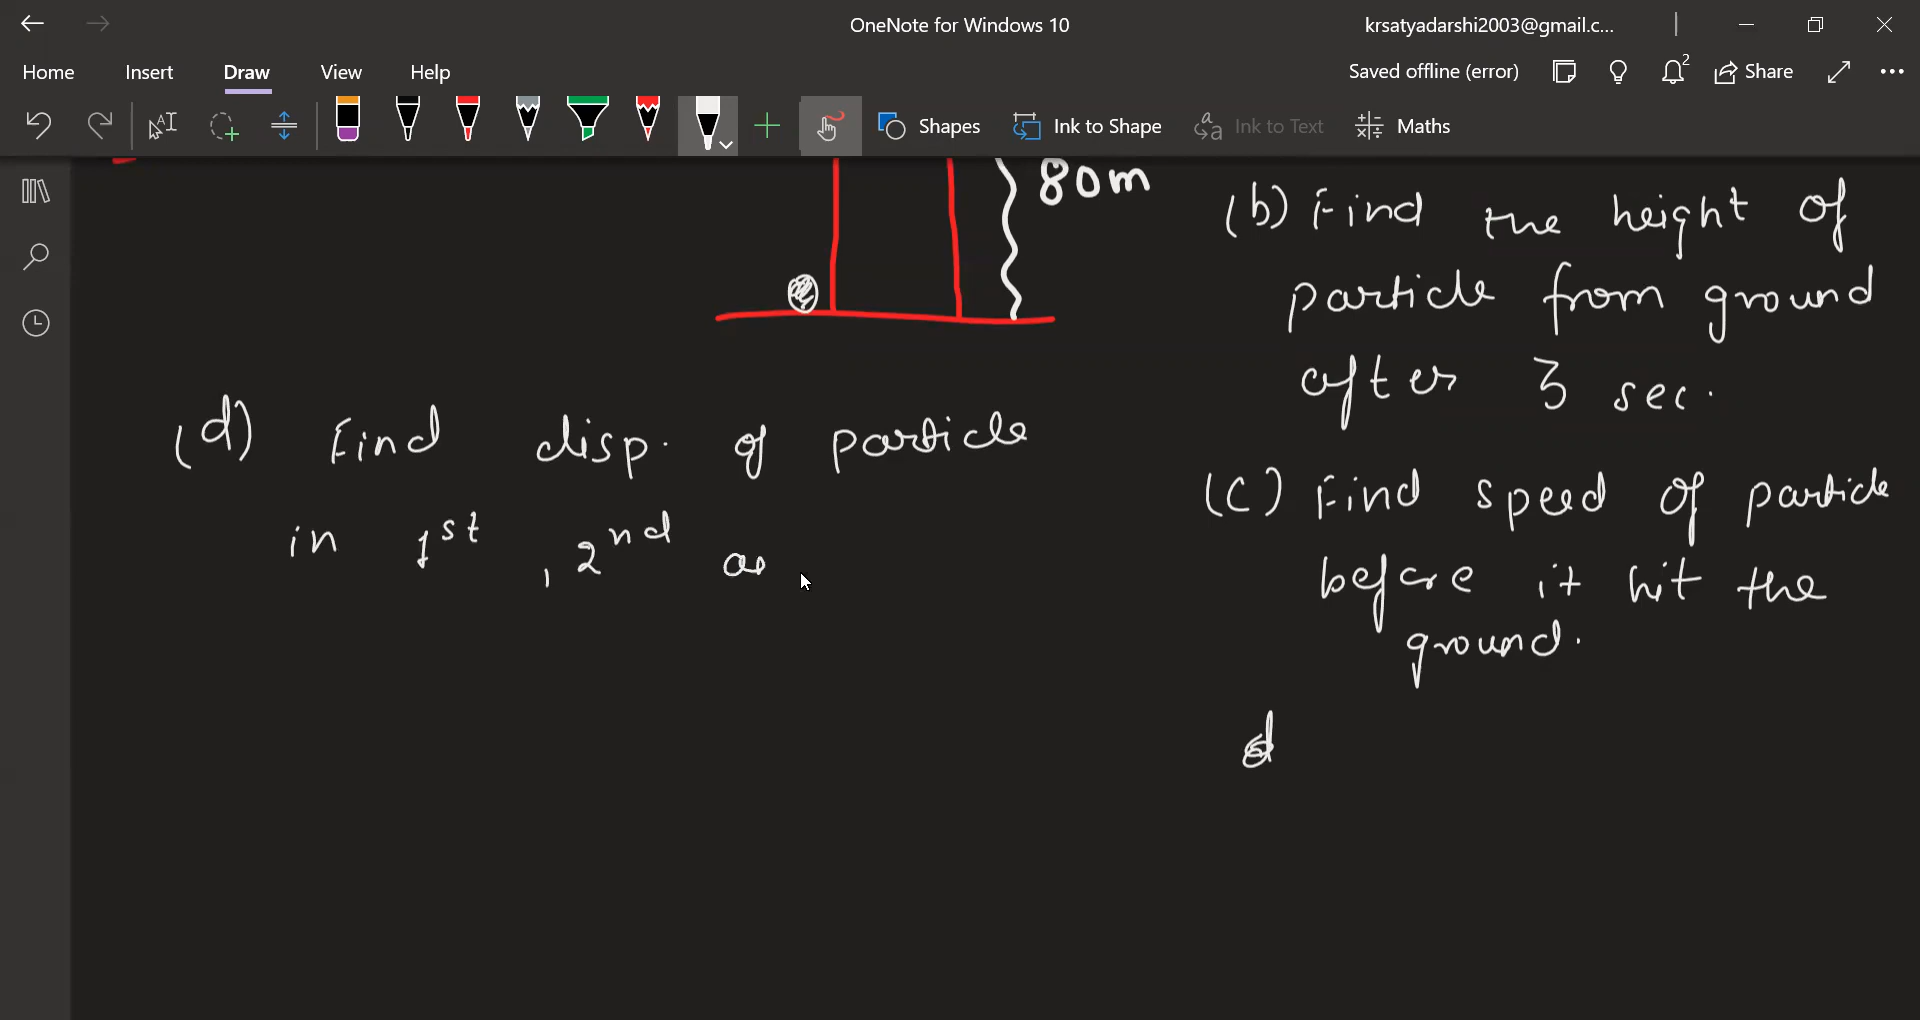 OneNote for Windows 10
krsatyadarshi2003@gmail.c...
Home Insert Draw View Help
Saved offline (error) 2 Share
Shapes Ink to Shape Ink to Text Maths
80m
(b) Find the height of
particle from ground
after 3 sec.
(c) Find speed of particle
before it hit the
ground.
d
(d) Find disp. of particle
in 1st, 2nd